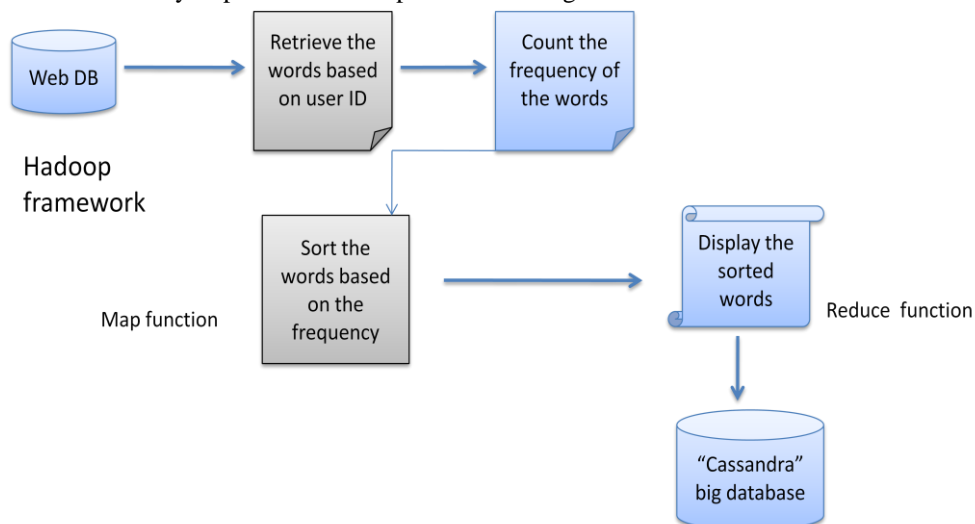 Retrieve the
words based
on user ID
Count the
frequency of
the words
Web DB
Hadoop
framework
Sort the
words based
on the
frequency
Map function
Display the
sorted
words
Reduce function
“Cassandra”
big database